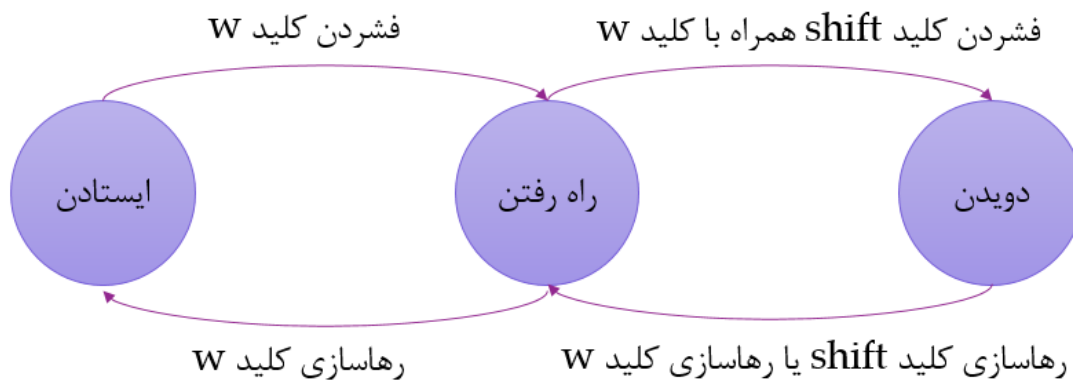 فشردن کلید w
فشردن کلید shift همراه با کلید w
ایستادن
راه رفتن
دویدن
رهاسازی کلید w
رهاسازی کلید shift یا رهاسازی کلید w